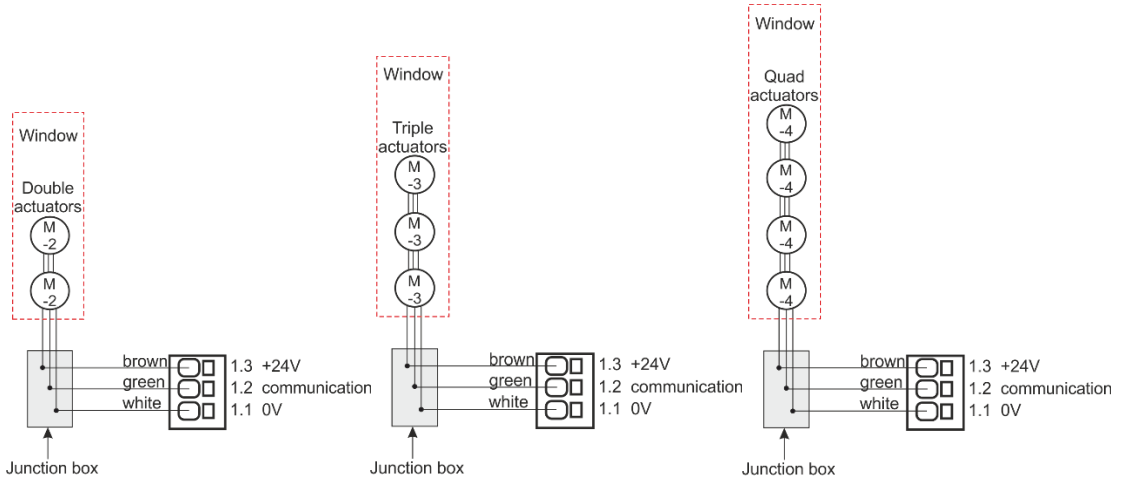 Window
Double
actuators
M
-2
M
-2
brown
green
white
1.3 +24V
1.2 communication
1.1 0V
Junction box
Window
Triple
actuators
M
-3
M
-3
M
-3
brown
green
white
1.3 +24V
1.2 communication
1.1 0V
Junction box
Window
Quad
actuators
M
-4
M
-4
M
-4
M
-4
brown
green
white
1.3 +24V
1.2 communication
1.1 0V
Junction box